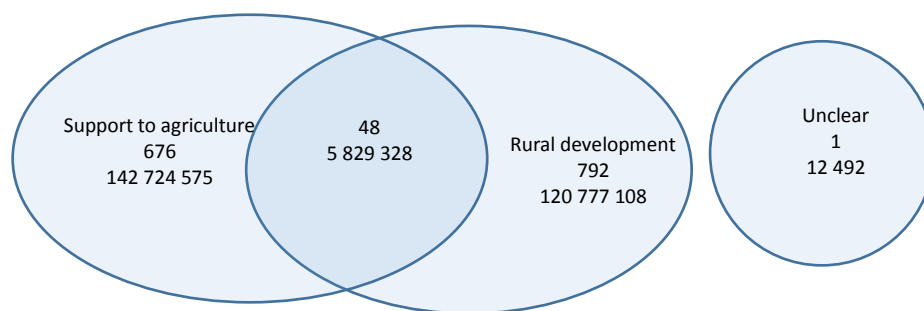 Support to agriculture
676
142 724 575
48
5 829 328
Rural development
792
120 777 108
Unclear
1
12 492